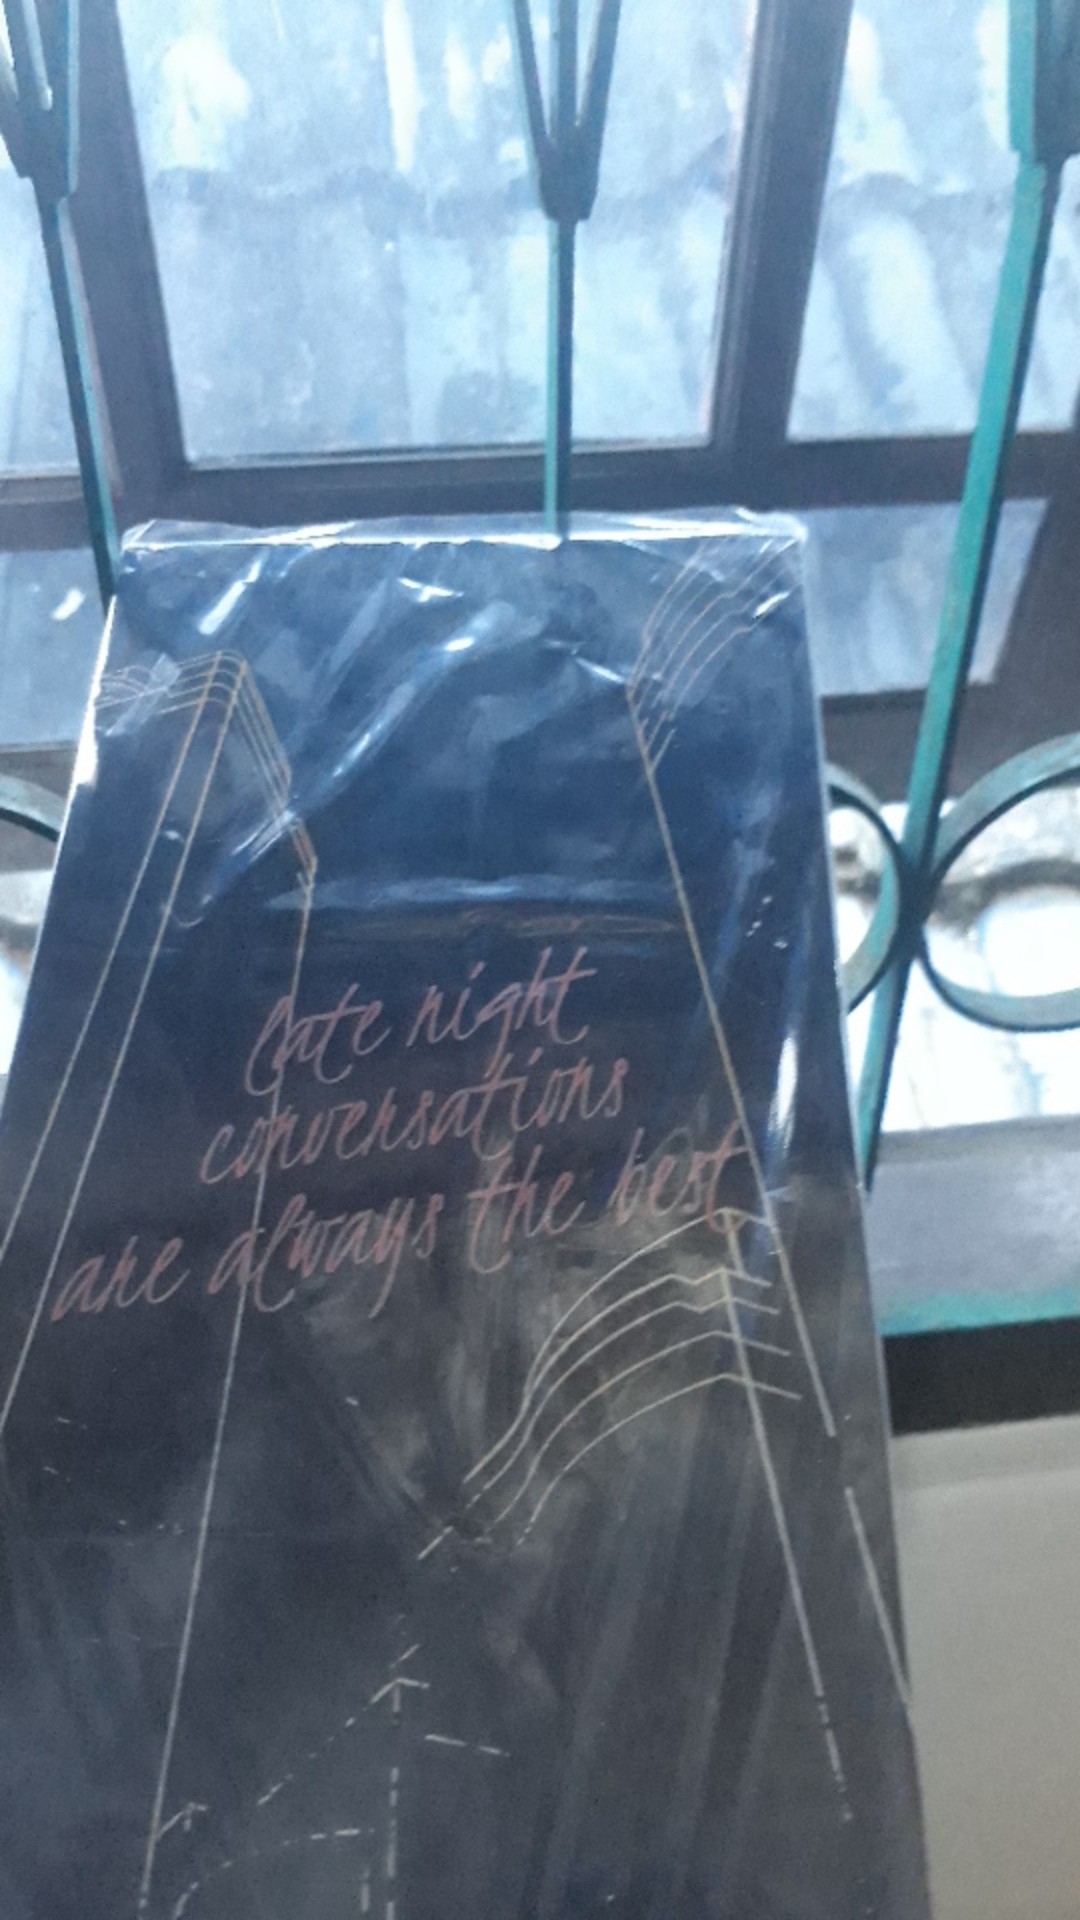 Late night
conversations
are always the best